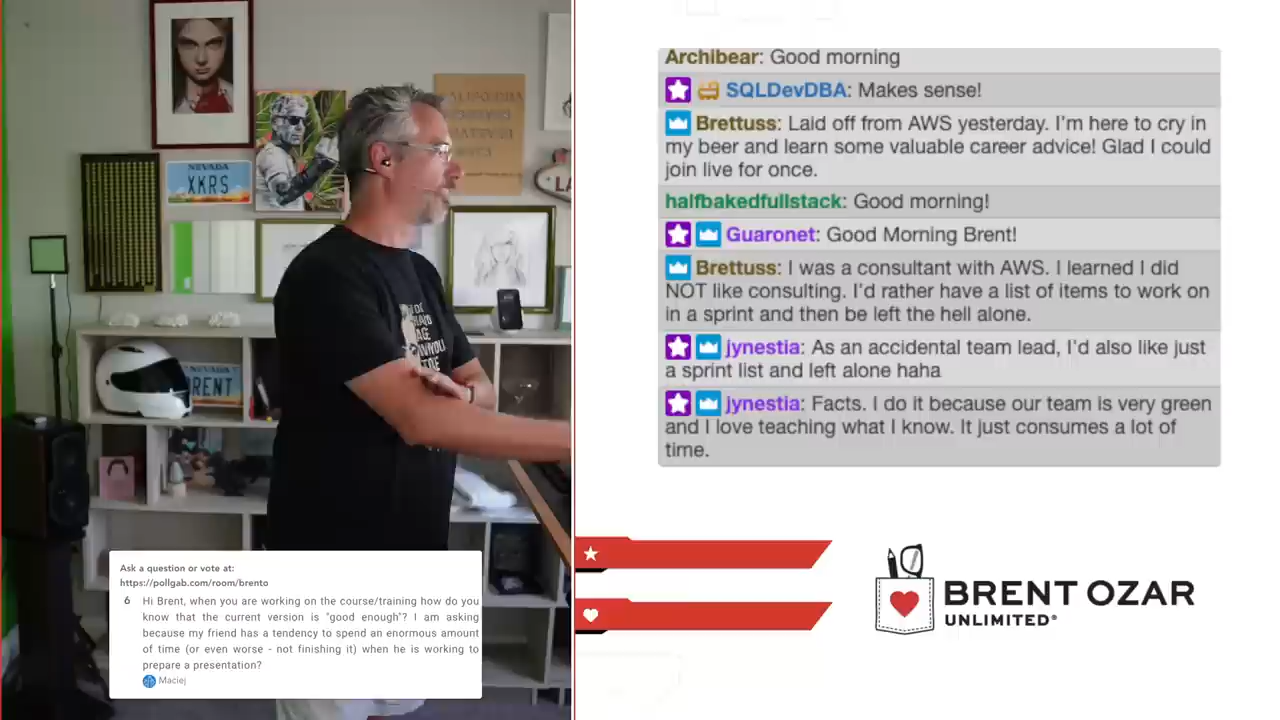 NEVADA
XKRS
NEVADA
BRENT
Ask a question or vote at:
https://pollgab.com/room/brento
6 Hi Brent, when you are working on the course/training how do you
know that the current version is "good enough"? I am asking
because my friend has a tendency to spend an enormous amount
of time (or even worse - not finishing it) when he is working to
prepare a presentation?
Maciej
Archibear: Good morning
SQLDevDBA: Makes sense!
Brettuss: Laid off from AWS yesterday. I'm here to cry in
my beer and learn some valuable career advice! Glad I could
join live for once.
halfbakedfullstack: Good morning!
Guaronet: Good Morning Brent!
Brettuss: I was a consultant with AWS. I learned I did
NOT like consulting. I'd rather have a list of items to work on
in a sprint and then be left the hell alone.
jynestia: As an accidental team lead, I'd also like just
a sprint list and left alone haha
jynestia: Facts. I do it because our team is very green
and I love teaching what I know. It just consumes a lot of
time.
BRENT OZAR
UNLIMITED®